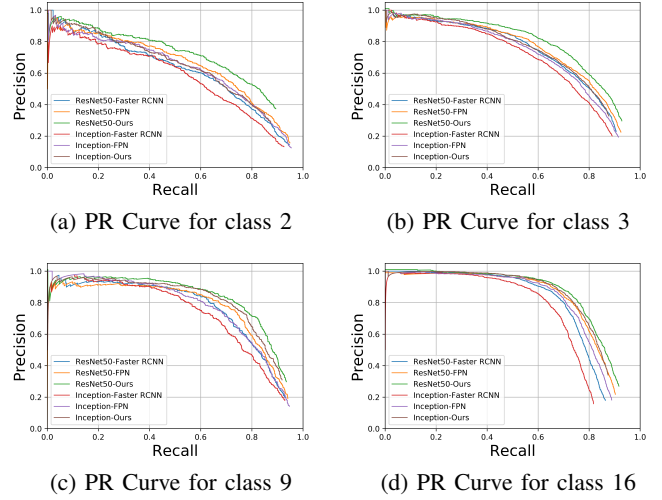 1.0
0.8
0.6
0.4
0.2
0.0
Precision
ResNet50-Faster RCNN
ResNet50-FPN
ResNet50-Ours
Inception-Faster RCNN
Inception-FPN
Inception-Ours
0.0 0.2 0.4 0.6 0.8 1.0
Recall
(a) PR Curve for class 2
1.0
0.8
0.6
0.4
0.2
0.0
Precision
ResNet50-Faster RCNN
ResNet50-FPN
ResNet50-Ours
Inception-Faster RCNN
Inception-FPN
Inception-Ours
0.0 0.2 0.4 0.6 0.8 1.0
Recall
(b) PR Curve for class 3
1.0
0.8
0.6
0.4
0.2
0.0
Precision
ResNet50-Faster RCNN
ResNet50-FPN
ResNet50-Ours
Inception-Faster RCNN
Inception-FPN
Inception-Ours
0.0 0.2 0.4 0.6 0.8 1.0
Recall
(c) PR Curve for class 9
1.0
0.8
0.6
0.4
0.2
0.0
Precision
ResNet50-Faster RCNN
ResNet50-FPN
ResNet50-Ours
Inception-Faster RCNN
Inception-FPN
Inception-Ours
0.0 0.2 0.4 0.6 0.8 1.0
Recall
(d) PR Curve for class 16